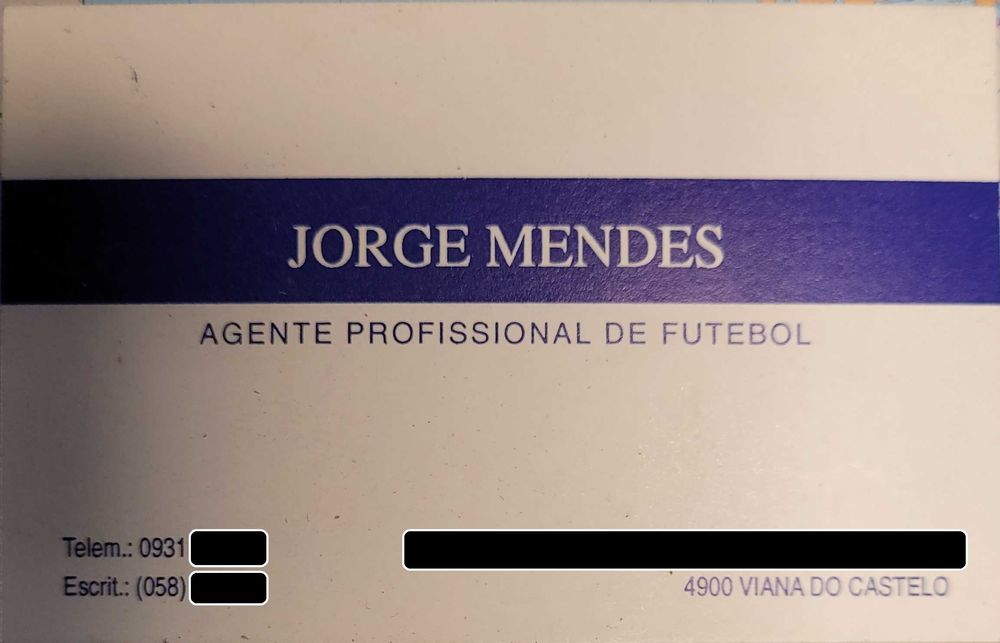 JORGE MENDES
AGENTE PROFISSIONAL DE FUTEBOL
Telem.: 0931
Escrit.: (058)
4900 VIANA DO CASTELO